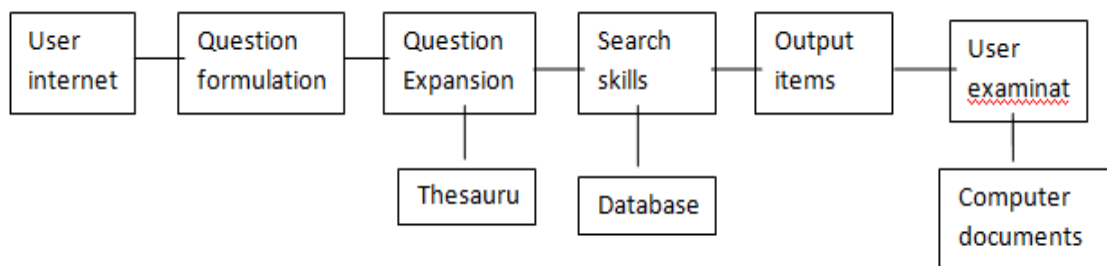 User
internet
Question
formulation
Question
Expansion
Search
skills
Output
items
User
examinat
Thesauru
Database
Computer
documents